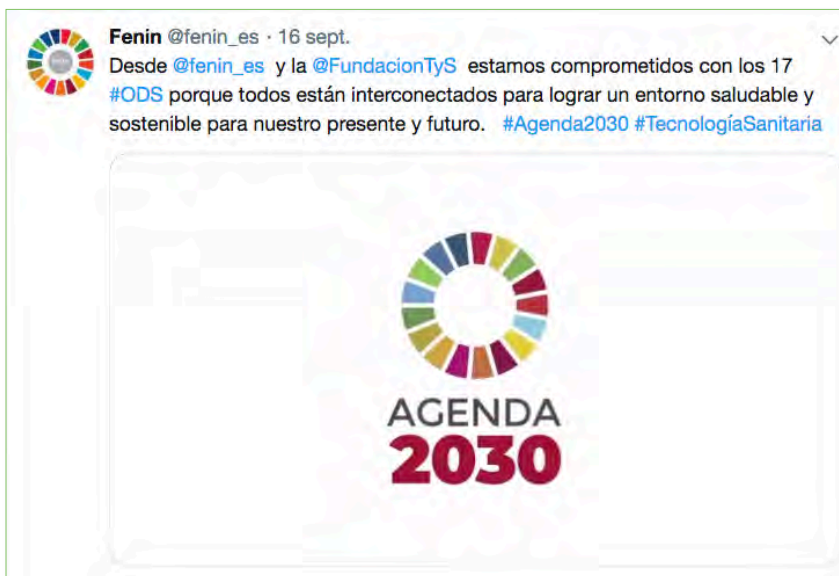 Fenin @fenin_es · 16 sept.
Desde @fenin_es y la @FundacionTyS estamos comprometidos con los 17
#ODS porque todos están interconectados para lograr un entorno saludable y
sostenible para nuestro presente y futuro. #Agenda2030 #TecnologíaSanitaria
AGENDA
2030